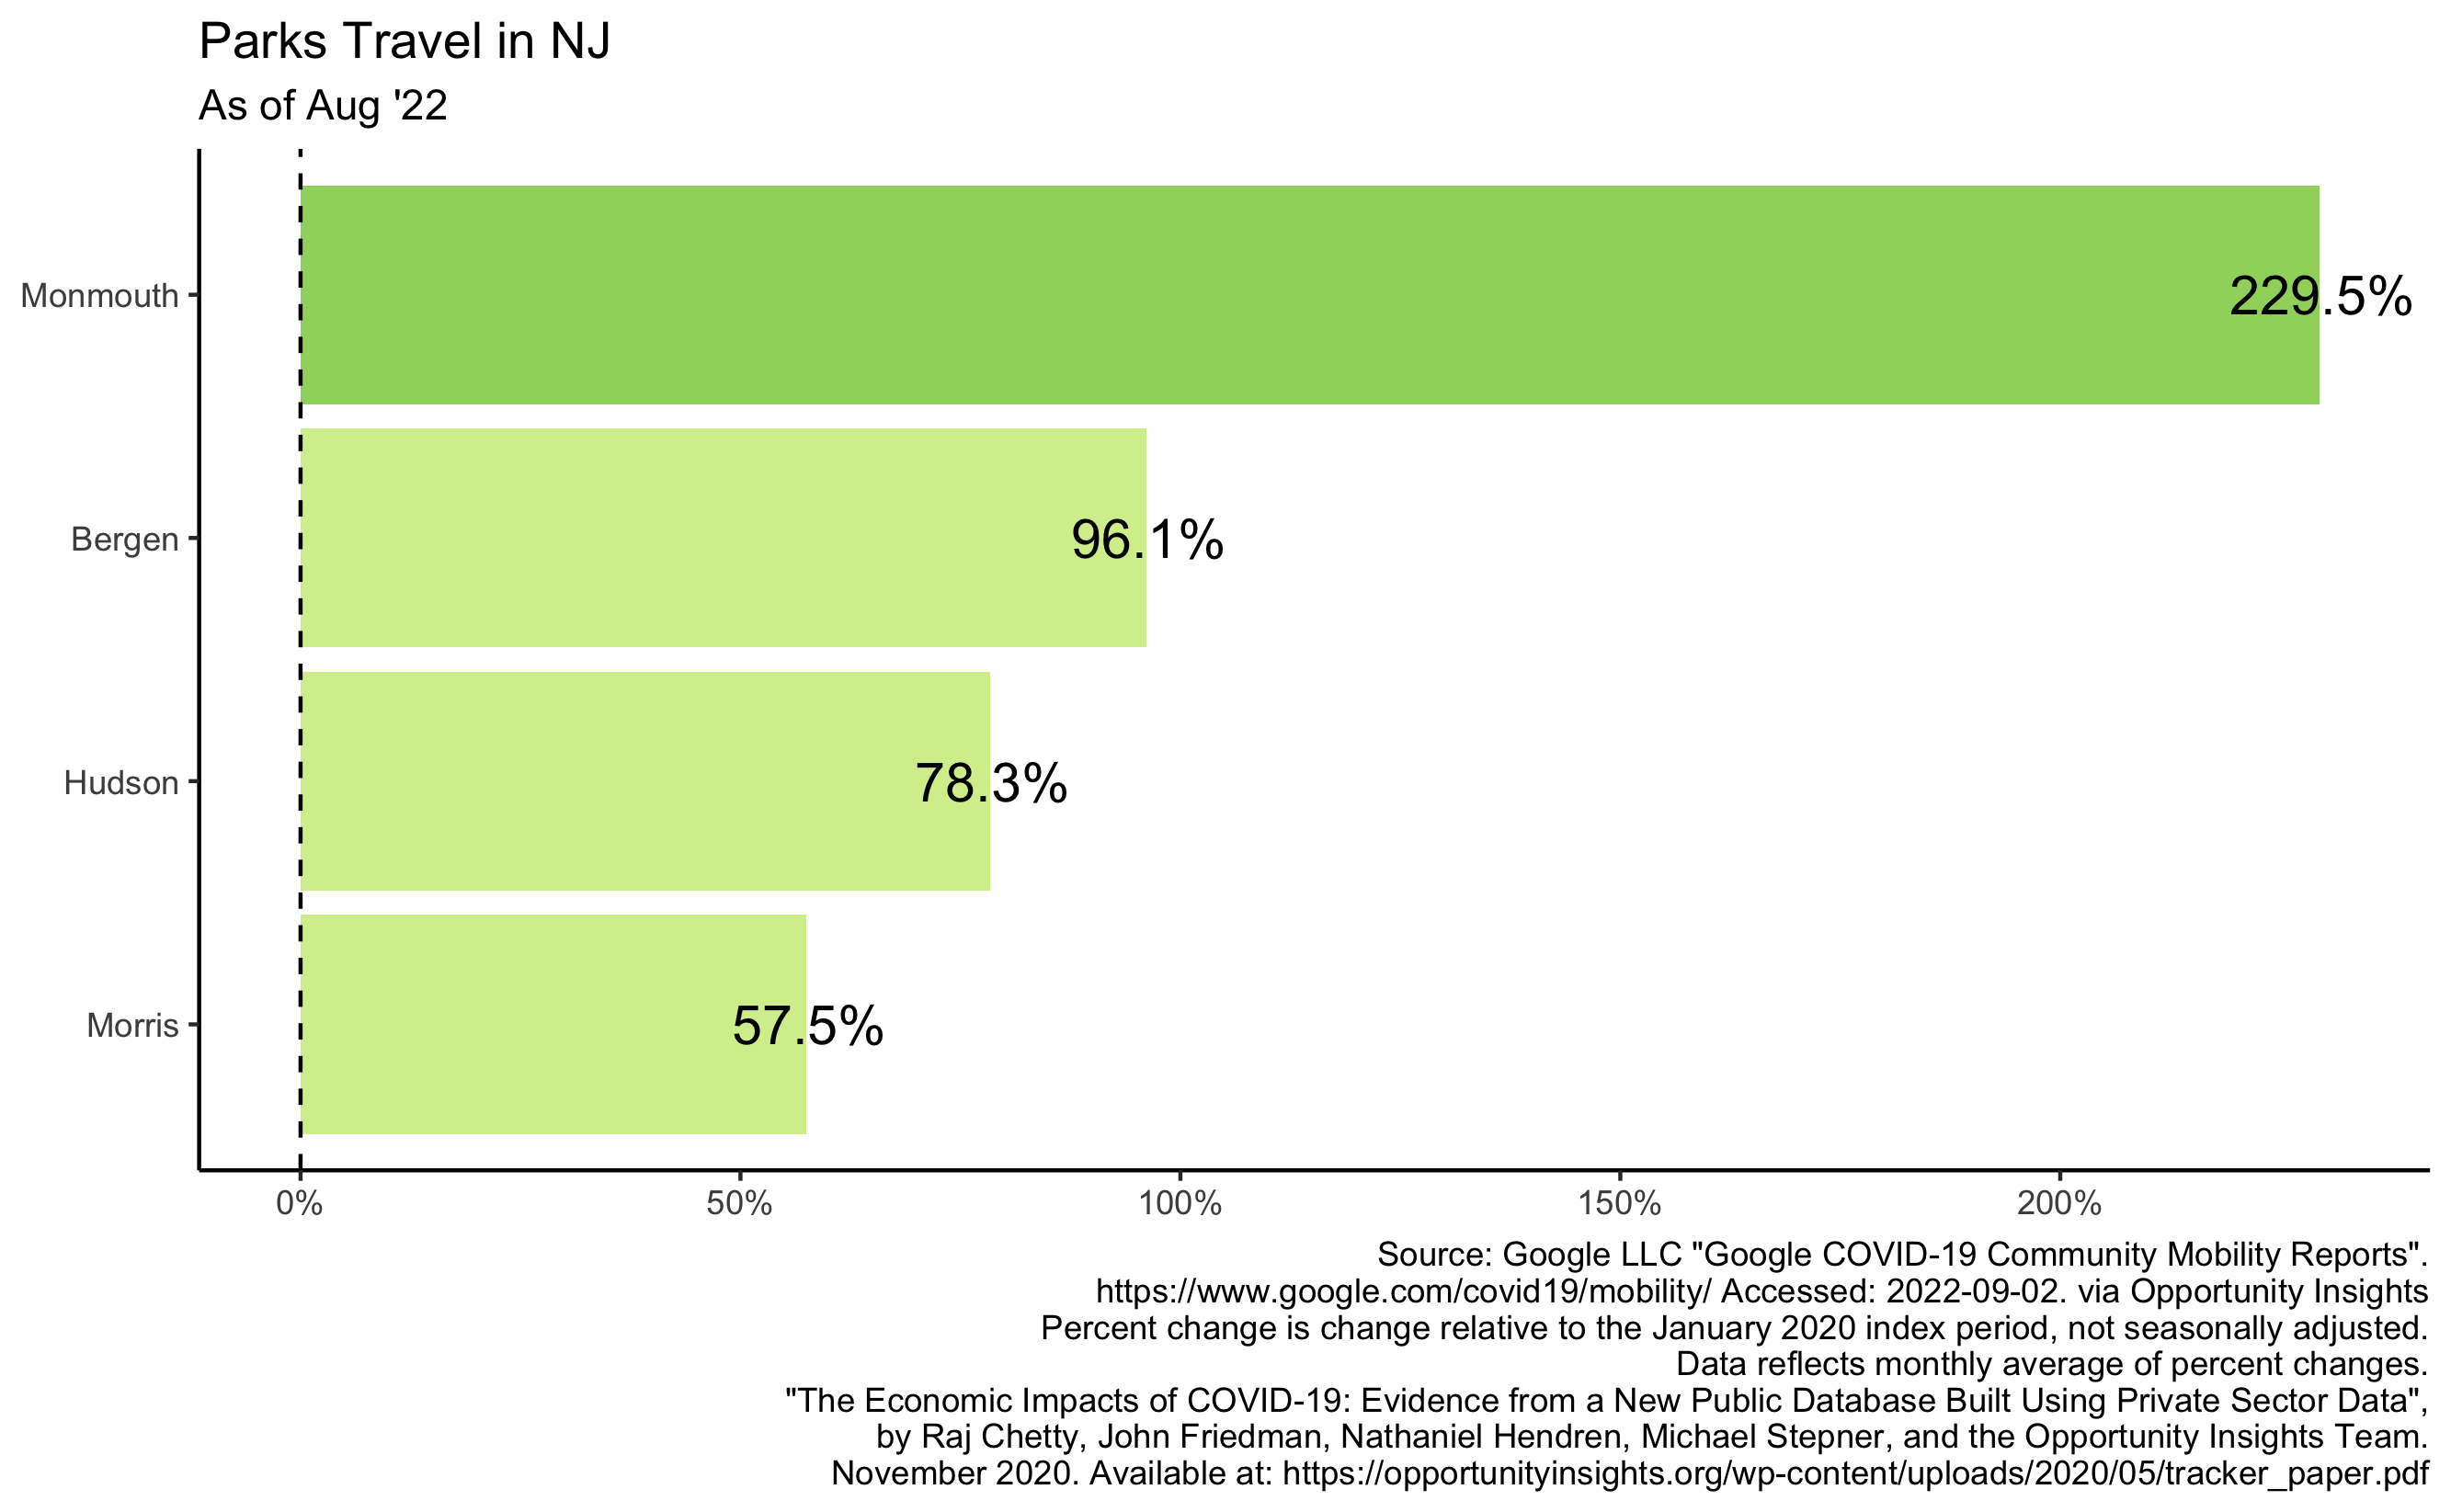 Parks Travel in NJ
As of Aug '22
Monmouth
229.5%
Bergen
96.1%
Hudson
78.3%
Morris
57.5%
0% 50% 100% 150% 200%
Source: Google LLC "Google COVID-19 Community Mobility Reports".
https://www.google.com/covid19/mobility/ Accessed: 2022-09-02. via Opportunity Insights
Percent change is change relative to the January 2020 index period, not seasonally adjusted.
Data reflects monthly average of percent changes.
"The Economic Impacts of COVID-19: Evidence from a New Public Database Built Using Private Sector Data",
by Raj Chetty, John Friedman, Nathaniel Hendren, Michael Stepner, and the Opportunity Insights Team.
November 2020. Available at: https://opportunityinsights.org/wp-content/uploads/2020/05/tracker_paper.pdf